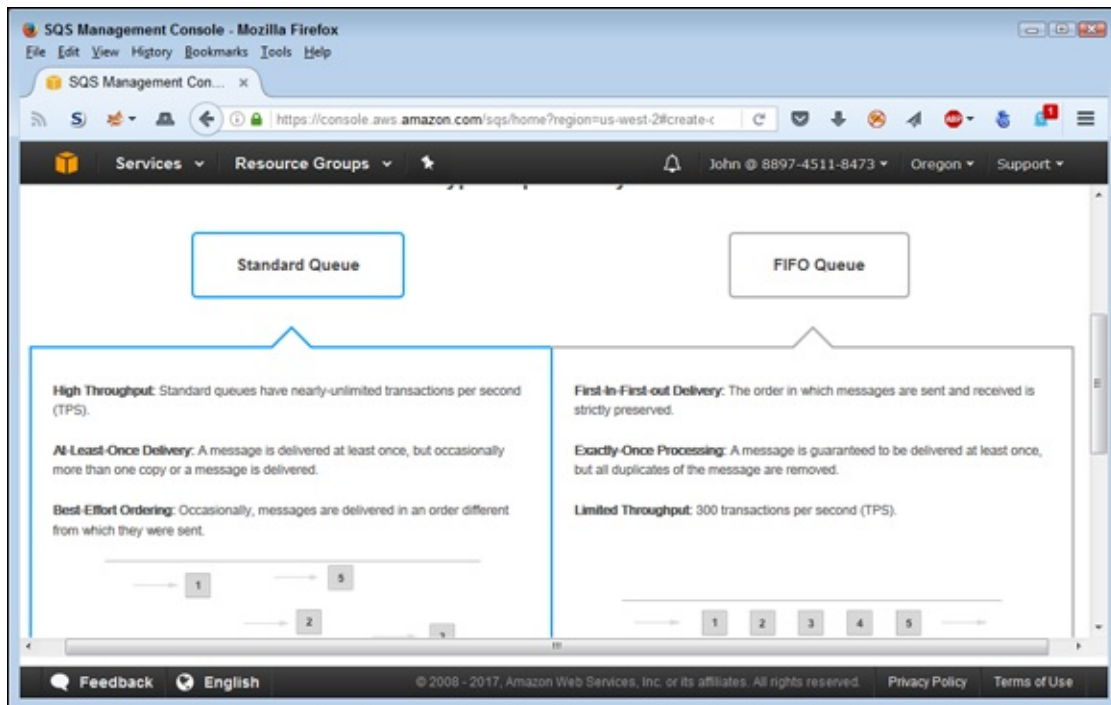 SQS Management Console - Mozilla Firefox
File Edit View History Bookmarks Tools Help
SQS Management Con... ×
https://console.aws.amazon.com/sqs/home?region=us-west-2#create-c
1
Services Resource Groups John @ 8897-4511-8473 Oregon Support
Standard Queue
FIFO Queue
High Throughput: Standard queues have nearly-unlimited transactions per second
(TPS).
At-Least-Once Delivery: A message is delivered at least once, but occasionally
more than one copy or a message is delivered.
Best-Effort Ordering: Occasionally, messages are delivered in an order different
from which they were sent.
1
5
2
First-In-First-out Delivery: The order in which messages are sent and received is
strictly preserved.
Exactly-Once Processing: A message is guaranteed to be delivered at least once,
but all duplicates of the message are removed.
Limited Throughput: 300 transactions per second (TPS).
1 2 3 4 5
Feedback English © 2008 - 2017, Amazon Web Services, Inc. or its affiliates. All rights reserved. Privacy Policy Terms of Use